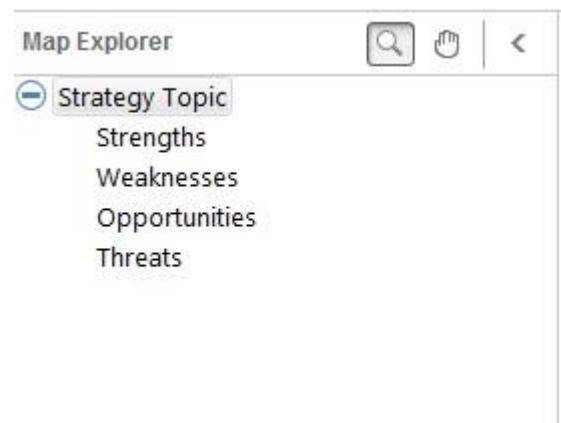 Map Explorer
Strategy Topic
Strengths
Weaknesses
Opportunities
Threats